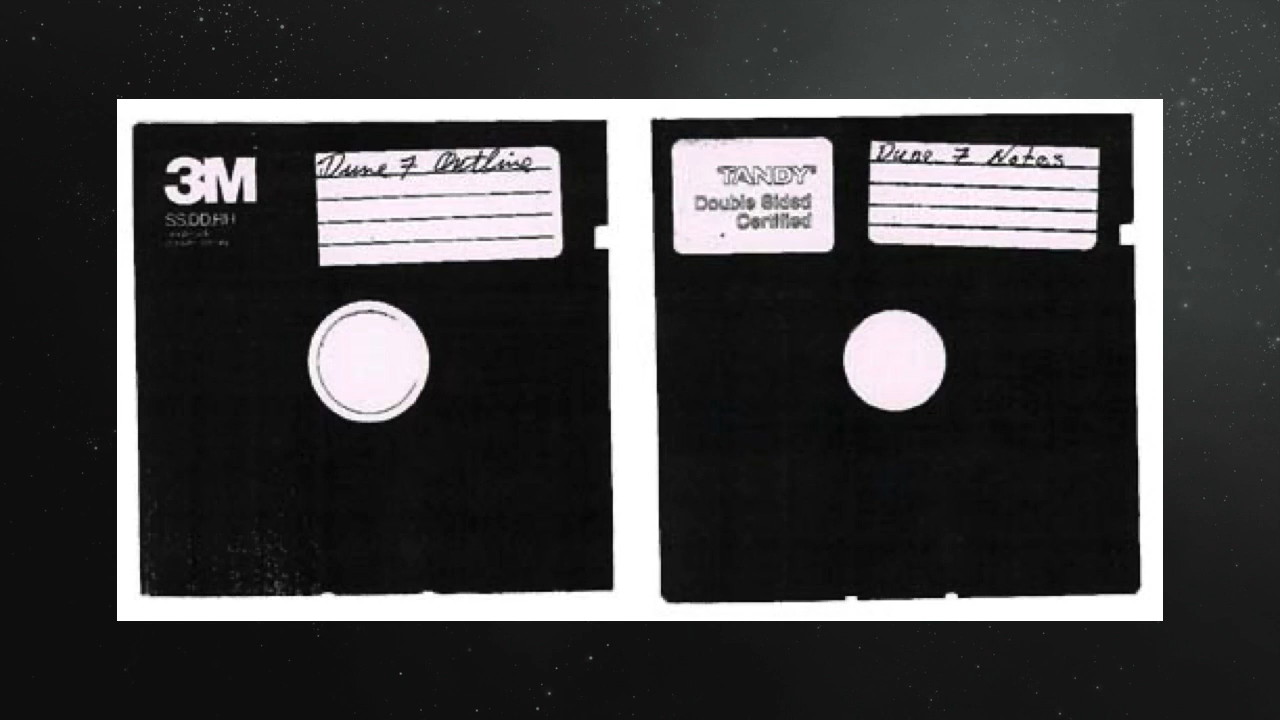 3M
SS,DD,RH
Dune 7 Outline
"TANDY"
Double Sided
Certified
Dune 7 Notes